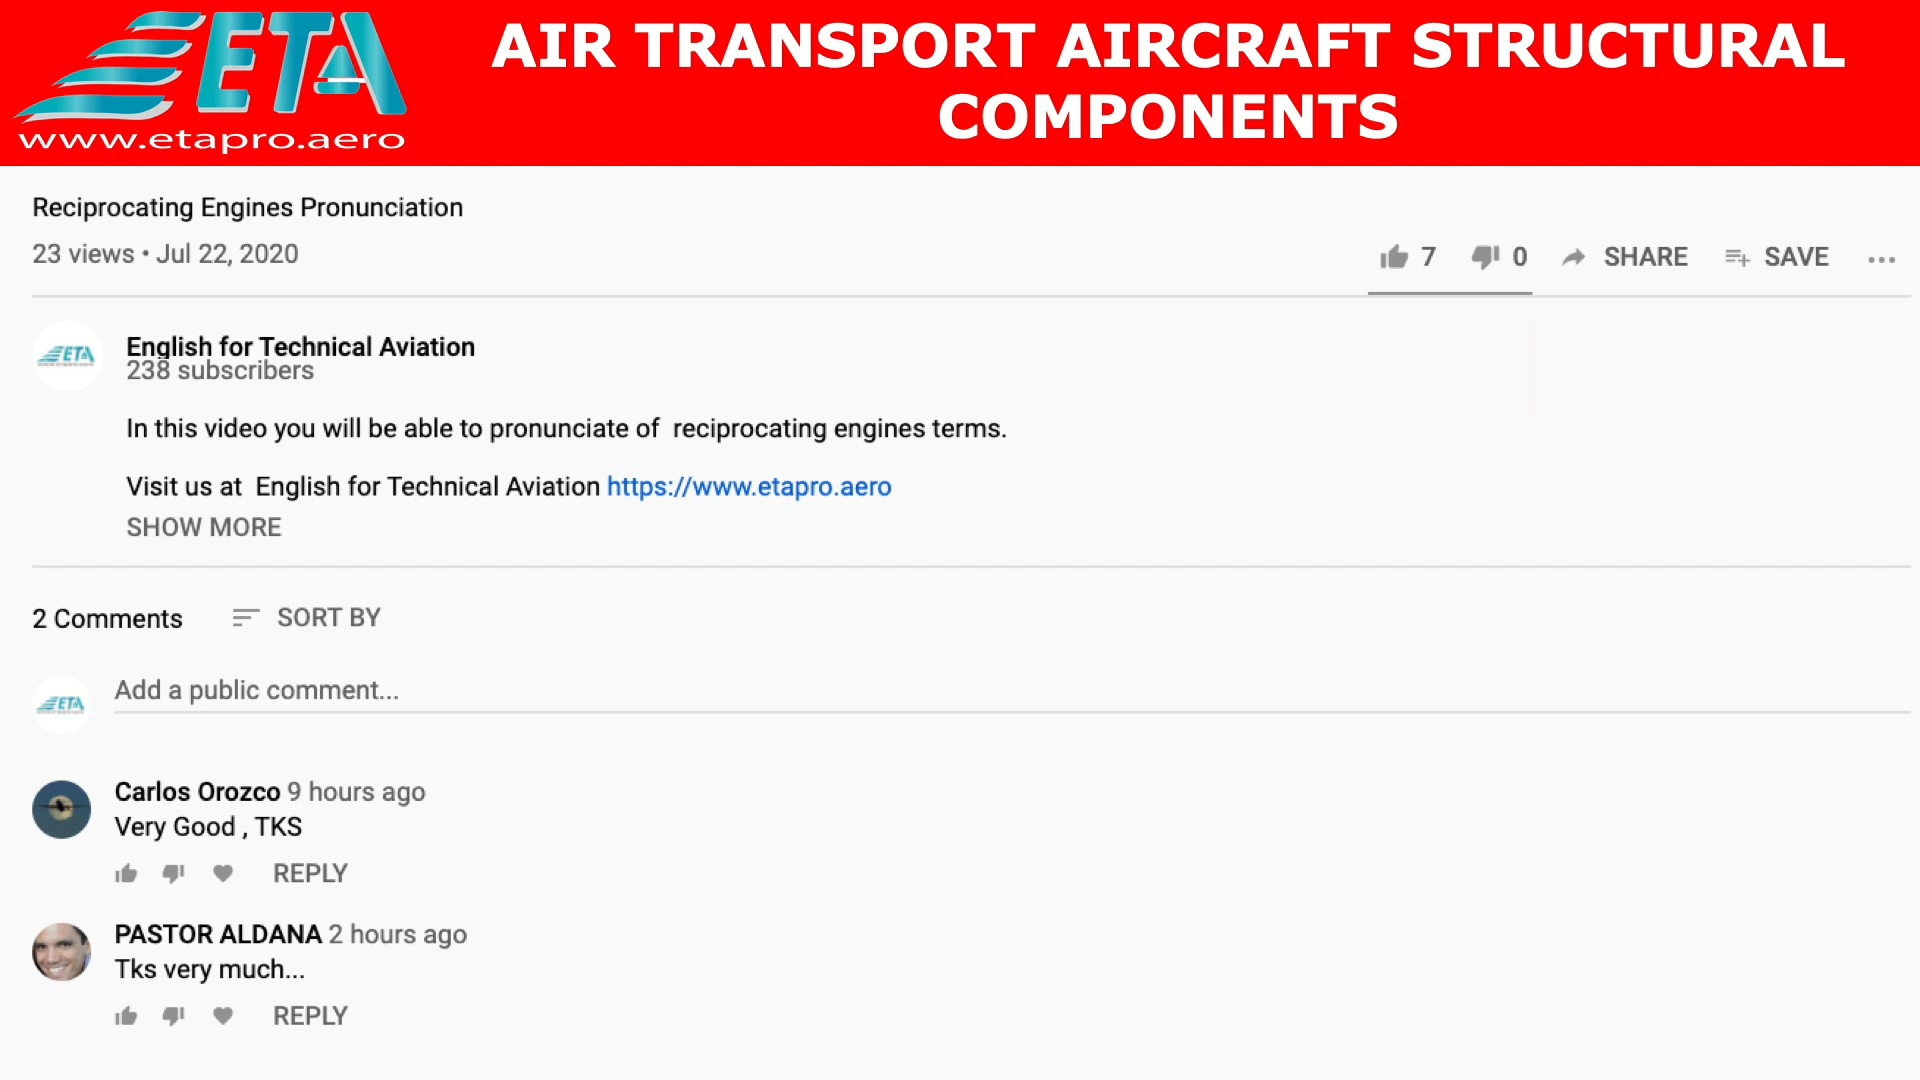 ETA
www.etapro.aero
AIR TRANSPORT AIRCRAFT STRUCTURAL
COMPONENTS
Reciprocating Engines Pronunciation
23 views • Jul 22, 2020
7 0 SHARE SAVE ...
ETA
English for Technical Aviation
238 subscribers
In this video you will be able to pronunciate of reciprocating engines terms.
Visit us at English for Technical Aviation https://www.etapro.aero
SHOW MORE
2 Comments SORT BY
ETA
Add a public comment...
Carlos Orozco 9 hours ago
Very Good , TKS
REPLY
PASTOR ALDANA 2 hours ago
Tks very much...
REPLY